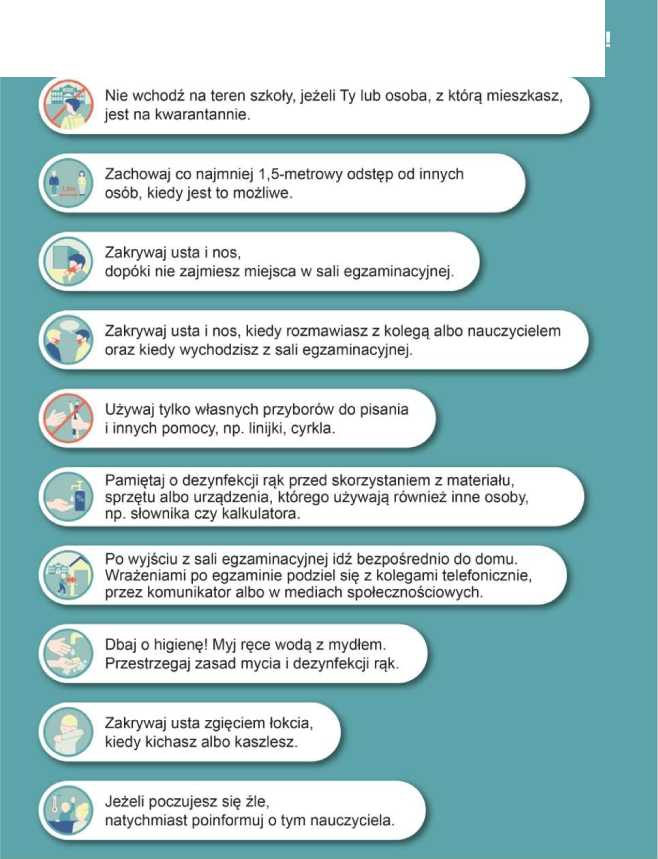 !
Nie wchodź na teren szkoły, jeżeli Ty lub osoba, z którą mieszkasz,
jest na kwarantannie.
Zachowaj co najmniej 1,5-metrowy odstęp od innych
osób, kiedy jest to możliwe.
Zakrywaj usta i nos,
dopóki nie zajmiesz miejsca w sali egzaminacyjnej.
Zakrywaj usta i nos, kiedy rozmawiasz z kolegą albo nauczycielem
oraz kiedy wychodzisz z sali egzaminacyjnej.
Używaj tylko własnych przyborów do pisania
i innych pomocy, np. linijki, cyrkla.
Pamiętaj o dezynfekcji rąk przed skorzystaniem z materiału,
sprzętu albo urządzenia, którego używają również inne osoby,
np. słownika czy kalkulatora.
Po wyjściu z sali egzaminacyjnej idź bezpośrednio do domu.
Wrażeniami po egzaminie podziel się z kolegami telefonicznie,
przez komunikator albo w mediach społecznościowych.
Dbaj o higienę! Myj ręce wodą z mydłem.
Przestrzegaj zasad mycia i dezynfekcji rąk.
Zakrywaj usta zgięciem łokcia,
kiedy kichasz albo kaszlesz.
Jeżeli poczujesz się źle,
natychmiast poinformuj o tym nauczyciela.